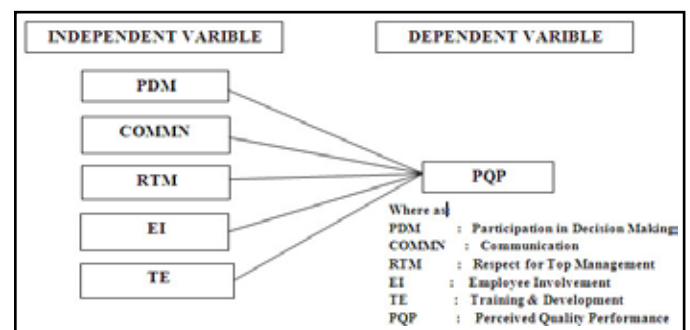 INDEPENDENT VARIBLE
DEPENDENT VARIBLE
PDM
COMMN
RTM
EI
TE
PQP
Where as
PDM : Participation in Decision Making
COMMN : Communication
RTM : Respect for Top Management
EI : Employee Involvement
TE : Training & Development
PQP : Perceived Quality Performance